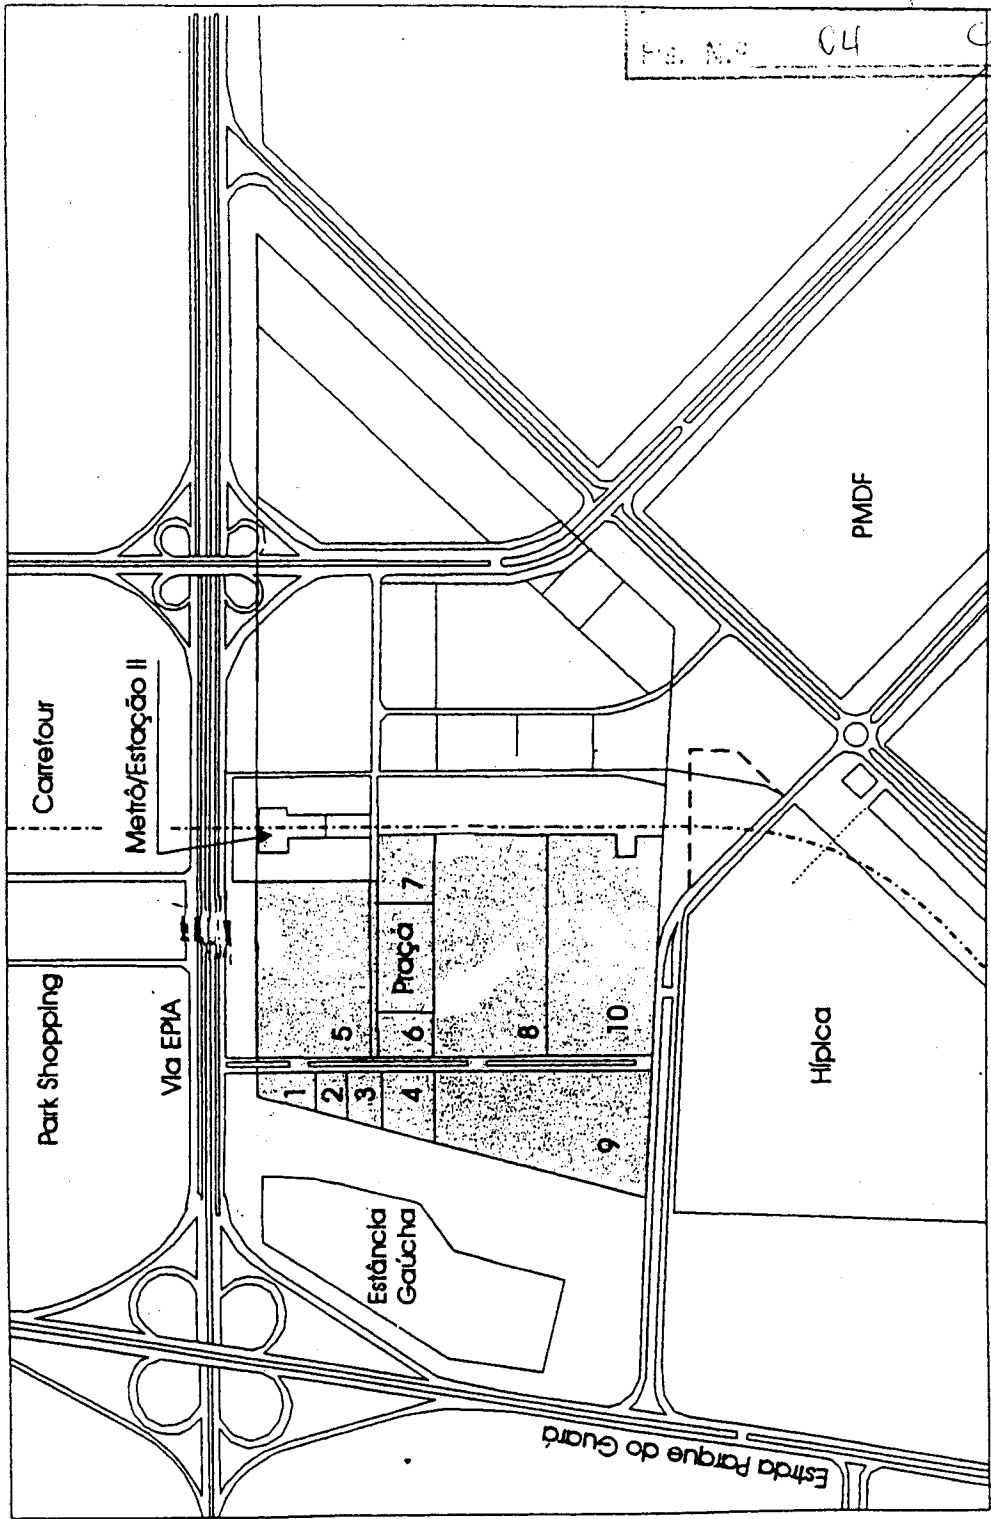 Fls. N.º 04
Carrefour
Metrô/Estação II
Park Shopping
Via EPIA
PMDF
1
2
3
4
5
6
Praça
7
8
9
10
Estância
Gaúcha
Hípica
Estrda Parque do Guará